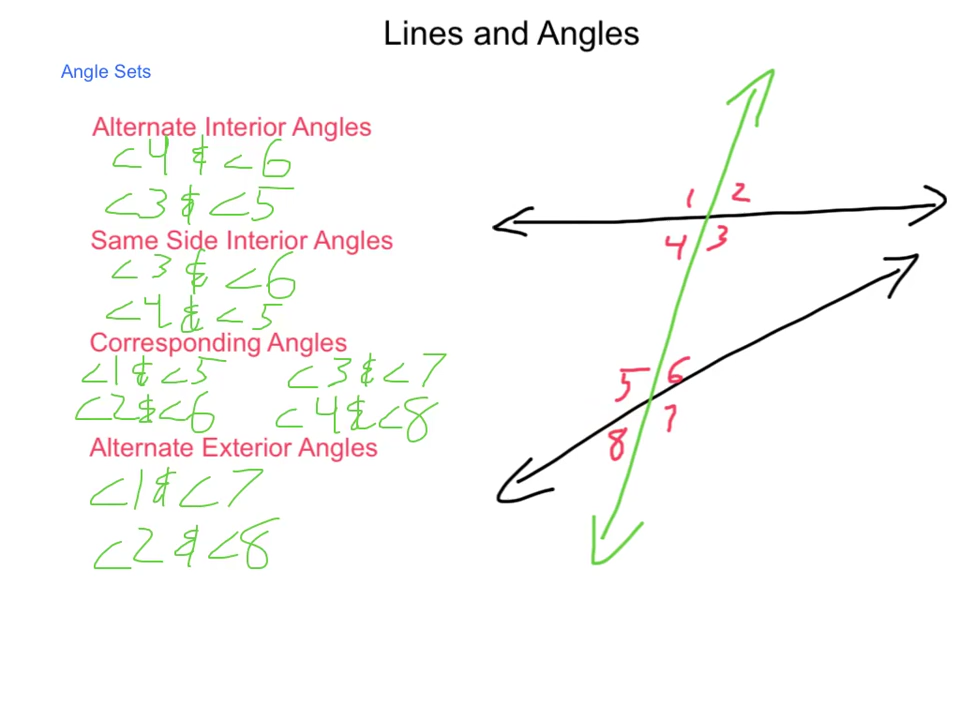 Lines and Angles
Angle Sets
Alternate Interior Angles
<4 & <6
<3 & <5
Same Side Interior Angles
<3 & <6
<4 & <5
Corresponding Angles
<1 & <5 <3 & <7
<2 & <6 <4 & <8
Alternate Exterior Angles
<1 & <7
<2 & <8
1 2
4 3
5 6
8 7